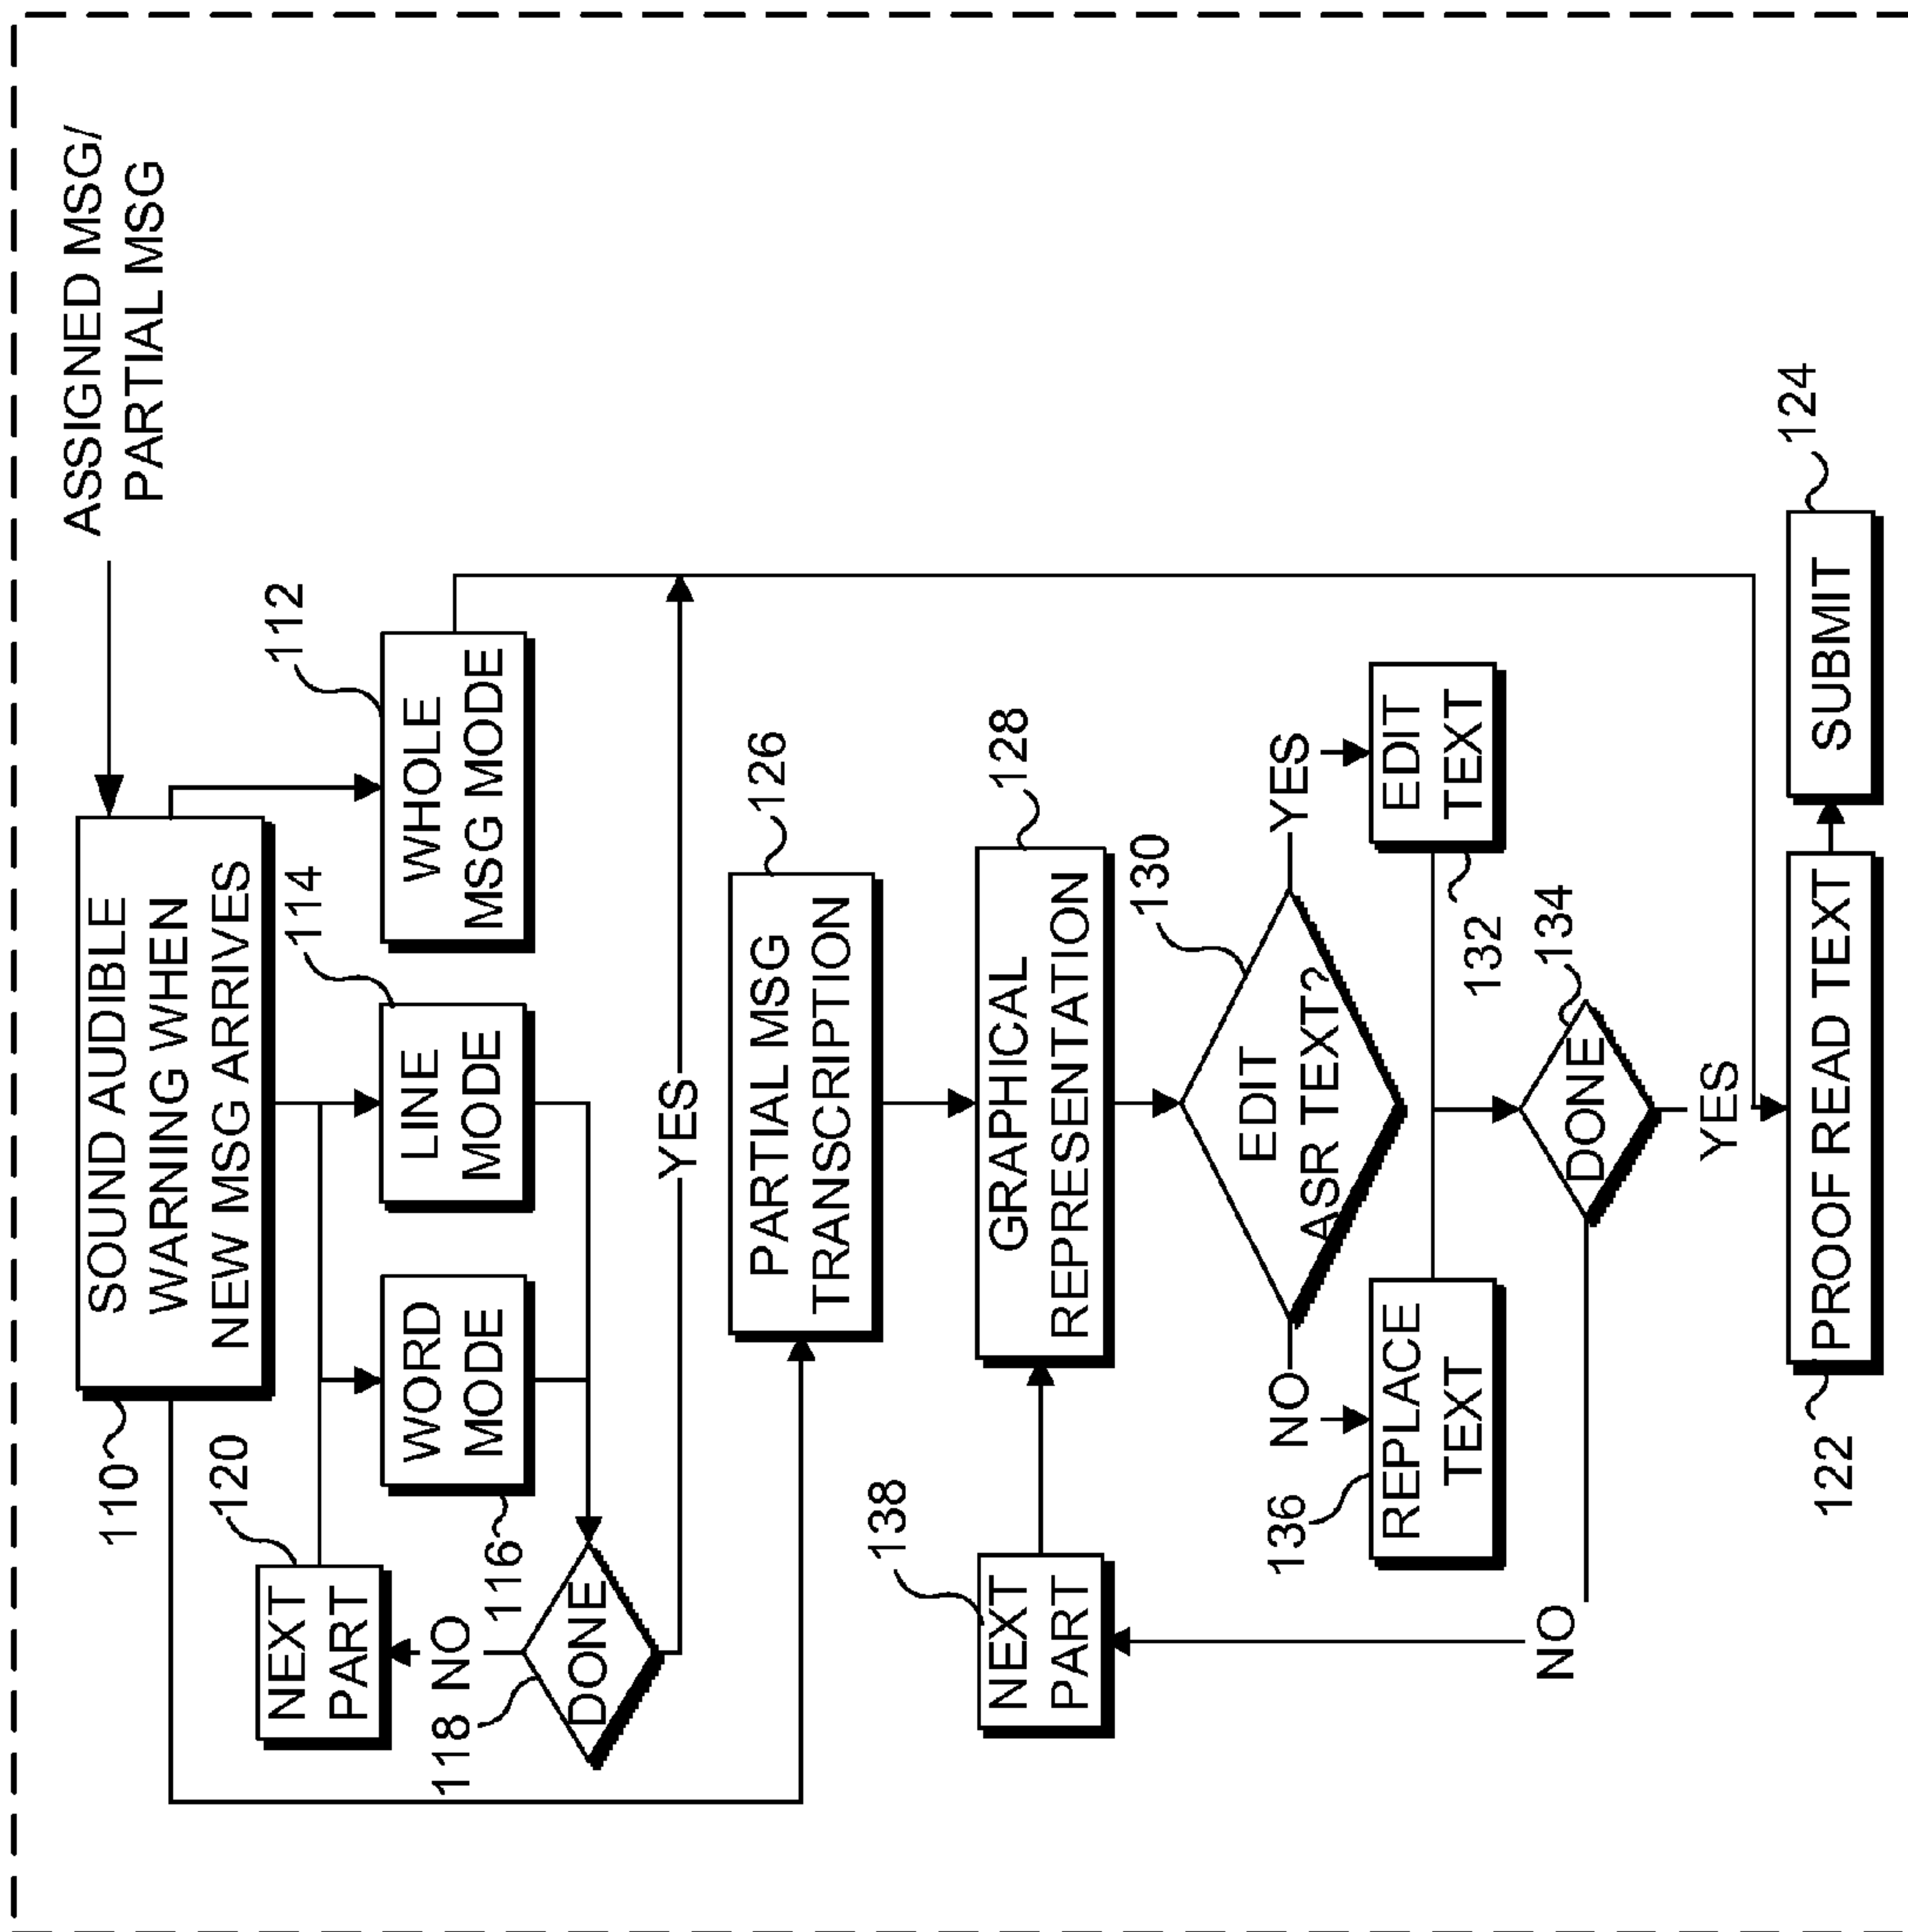 ASSIGNED MSG/
PARTIAL MSG
SOUND AUDIBLE
WARNING WHEN
NEW MSG ARRIVES
110
120
NEXT
PART
114
112
WORD
MODE
LINE
MODE
WHOLE
MSG MODE
116
118
NO
DONE
YES
126
PARTIAL MSG
TRANSCRIPTION
138
NEXT
PART
128
GRAPHICAL
REPRESENTATION
130
EDIT
ASR TEXT?
NO
YES
136
REPLACE
TEXT
EDIT
TEXT
132
134
DONE
NO
YES
122
PROOF READ TEXT
SUBMIT
124